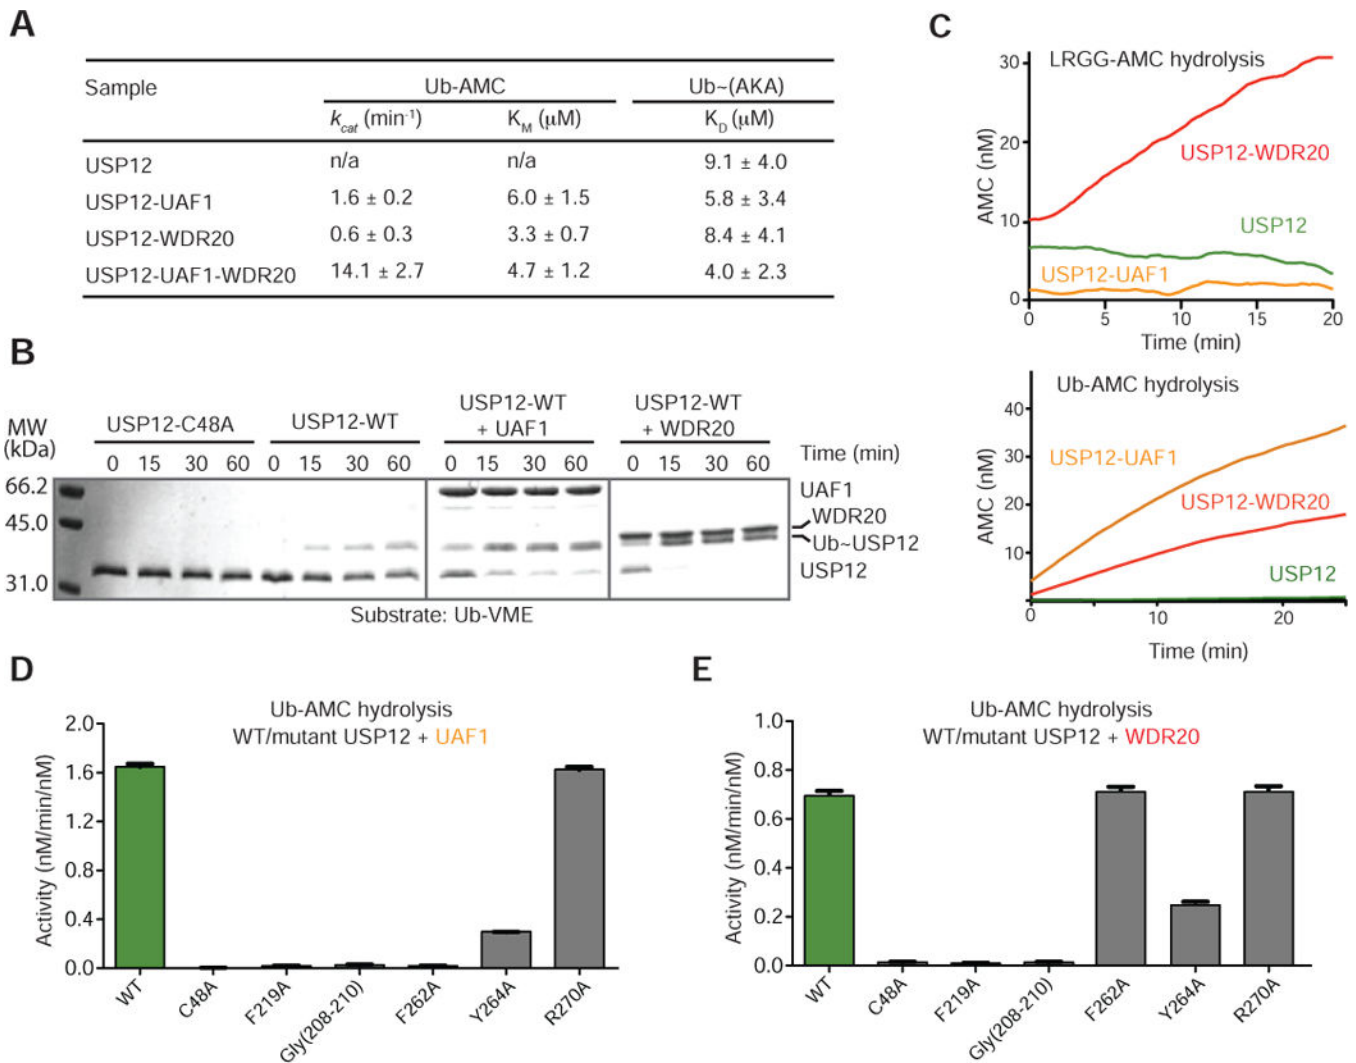 A
Sample Ub-AMC Ub~(AKA)
kcat (min-1) KM (μM) KD (μM)
USP12 n/a n/a 9.1 ± 4.0
USP12-UAF1 1.6 ± 0.2 6.0 ± 1.5 5.8 ± 3.4
USP12-WDR20 0.6 ± 0.3 3.3 ± 0.7 8.4 ± 4.1
USP12-UAF1-WDR20 14.1 ± 2.7 4.7 ± 1.2 4.0 ± 2.3
B
MW
(kDa)
USP12-C48A
USP12-WT
USP12-WT
+ UAF1
USP12-WT
+ WDR20
0 15 30 60 0 15 30 60 0 15 30 60 0 15 30 60 Time (min)
66.2
45.0
31.0
UAF1
WDR20
Ub~USP12
USP12
Substrate: Ub-VME
C
LRGG-AMC hydrolysis
AMC (nM)
30
20
10
0
USP12-WDR20
USP12
USP12-UAF1
0 5 10 15 20
Time (min)
Ub-AMC hydrolysis
AMC (nM)
40
30
20
10
USP12-UAF1
USP12-WDR20
USP12
0 10 20
Time (min)
D
Ub-AMC hydrolysis
WT/mutant USP12 + UAF1
Activity (nM/min/nM)
2.0
1.6
1.2
0.8
0.4
0.0
WT C48A F219A Gly(208-210) F262A Y264A R270A
E
Ub-AMC hydrolysis
WT/mutant USP12 + WDR20
Activity (nM/min/nM)
1.0
0.8
0.6
0.4
0.2
0.0
WT C48A F219A Gly(208-210) F262A Y264A R270A